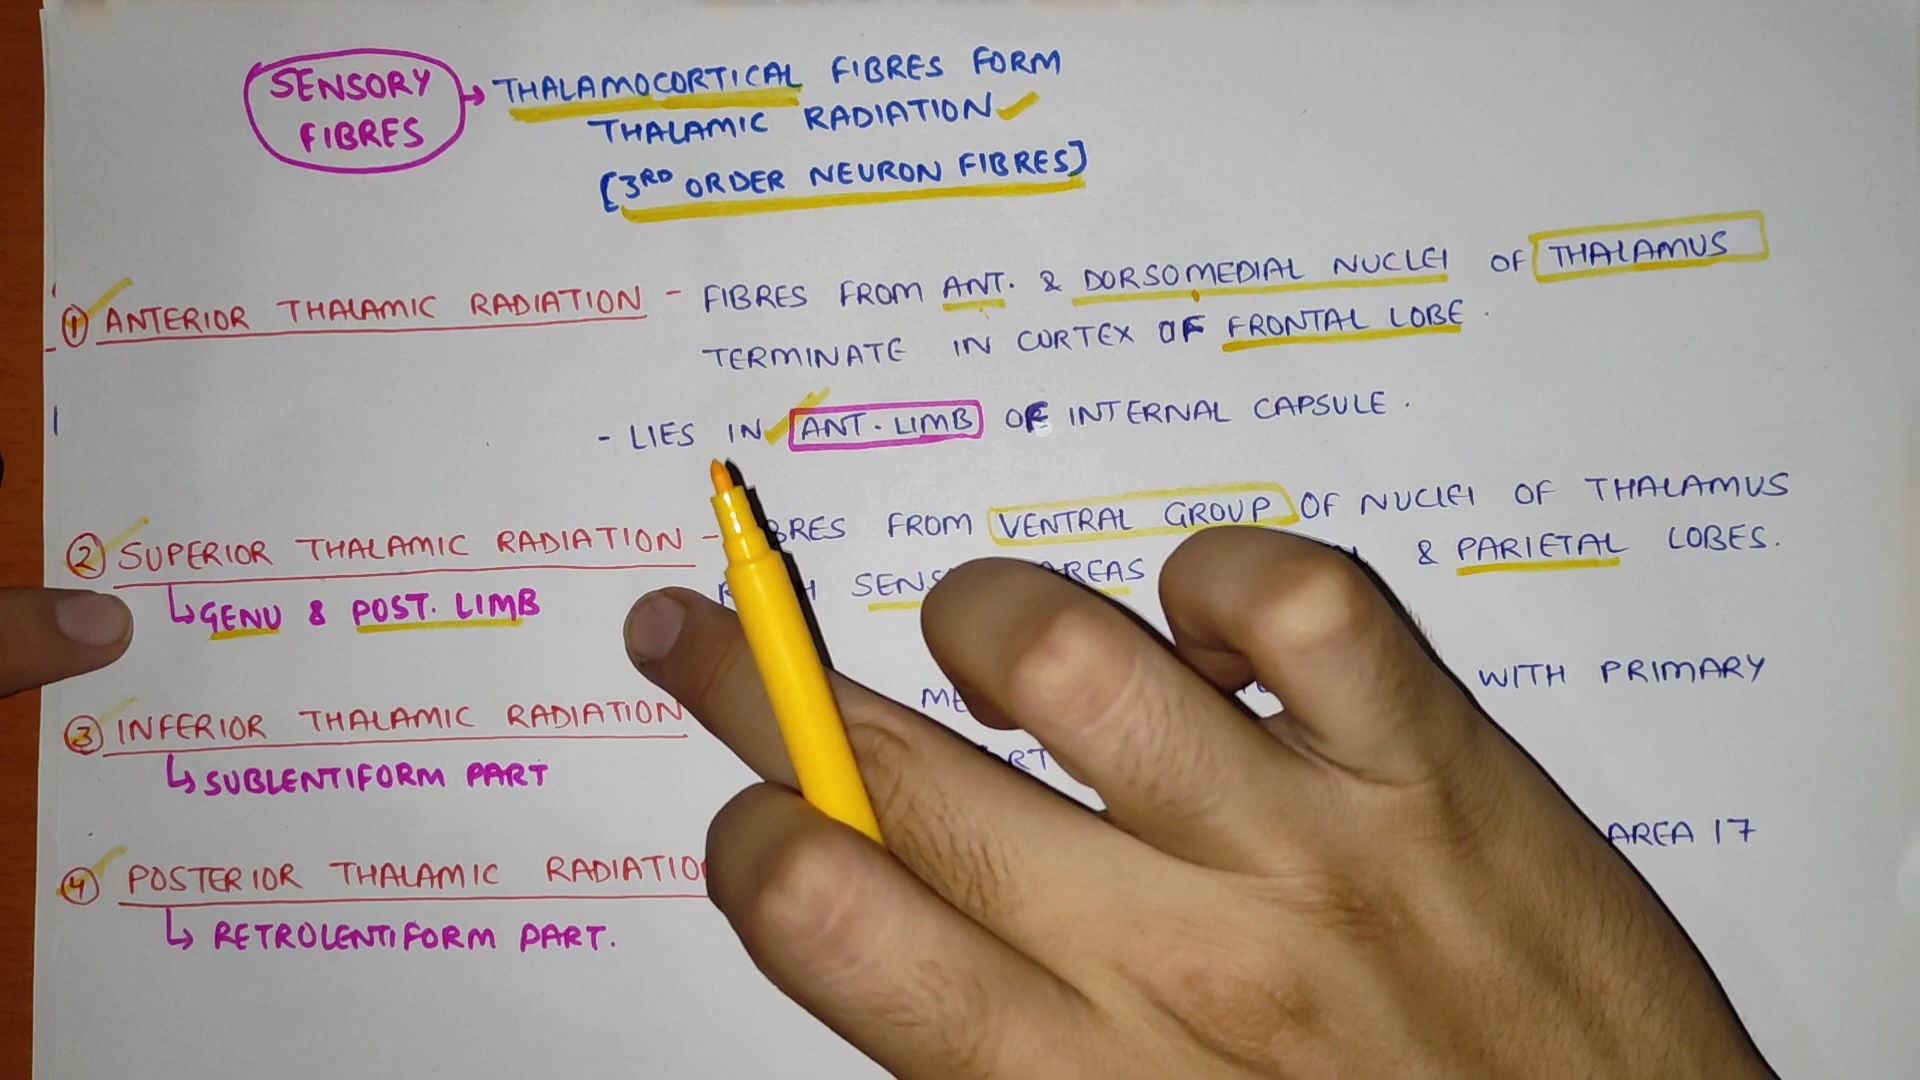 SENSORY FIBRES → THALAMOCORTICAL FIBRES FORM
THALAMIC RADIATION
[3RD ORDER NEURON FIBRES]
① ANTERIOR THALAMIC RADIATION - FIBRES FROM ANT. & DORSOMEDIAL NUCLEI OF THALAMUS
TERMINATE IN CORTEX OF FRONTAL LOBE.
- LIES IN ANT. LIMB OF INTERNAL CAPSULE.
② SUPERIOR THALAMIC RADIATION - FROM VENTRAL GROUP OF NUCLEI OF THALAMUS
AREAS & PARIETAL LOBES.
↳ GENU & POST. LIMB
③ INFERIOR THALAMIC RADIATION WITH PRIMARY
↳ SUBLENTIFORM PART
④ POSTERIOR THALAMIC AREA 17
↳ RETROLENTIFORM PART.